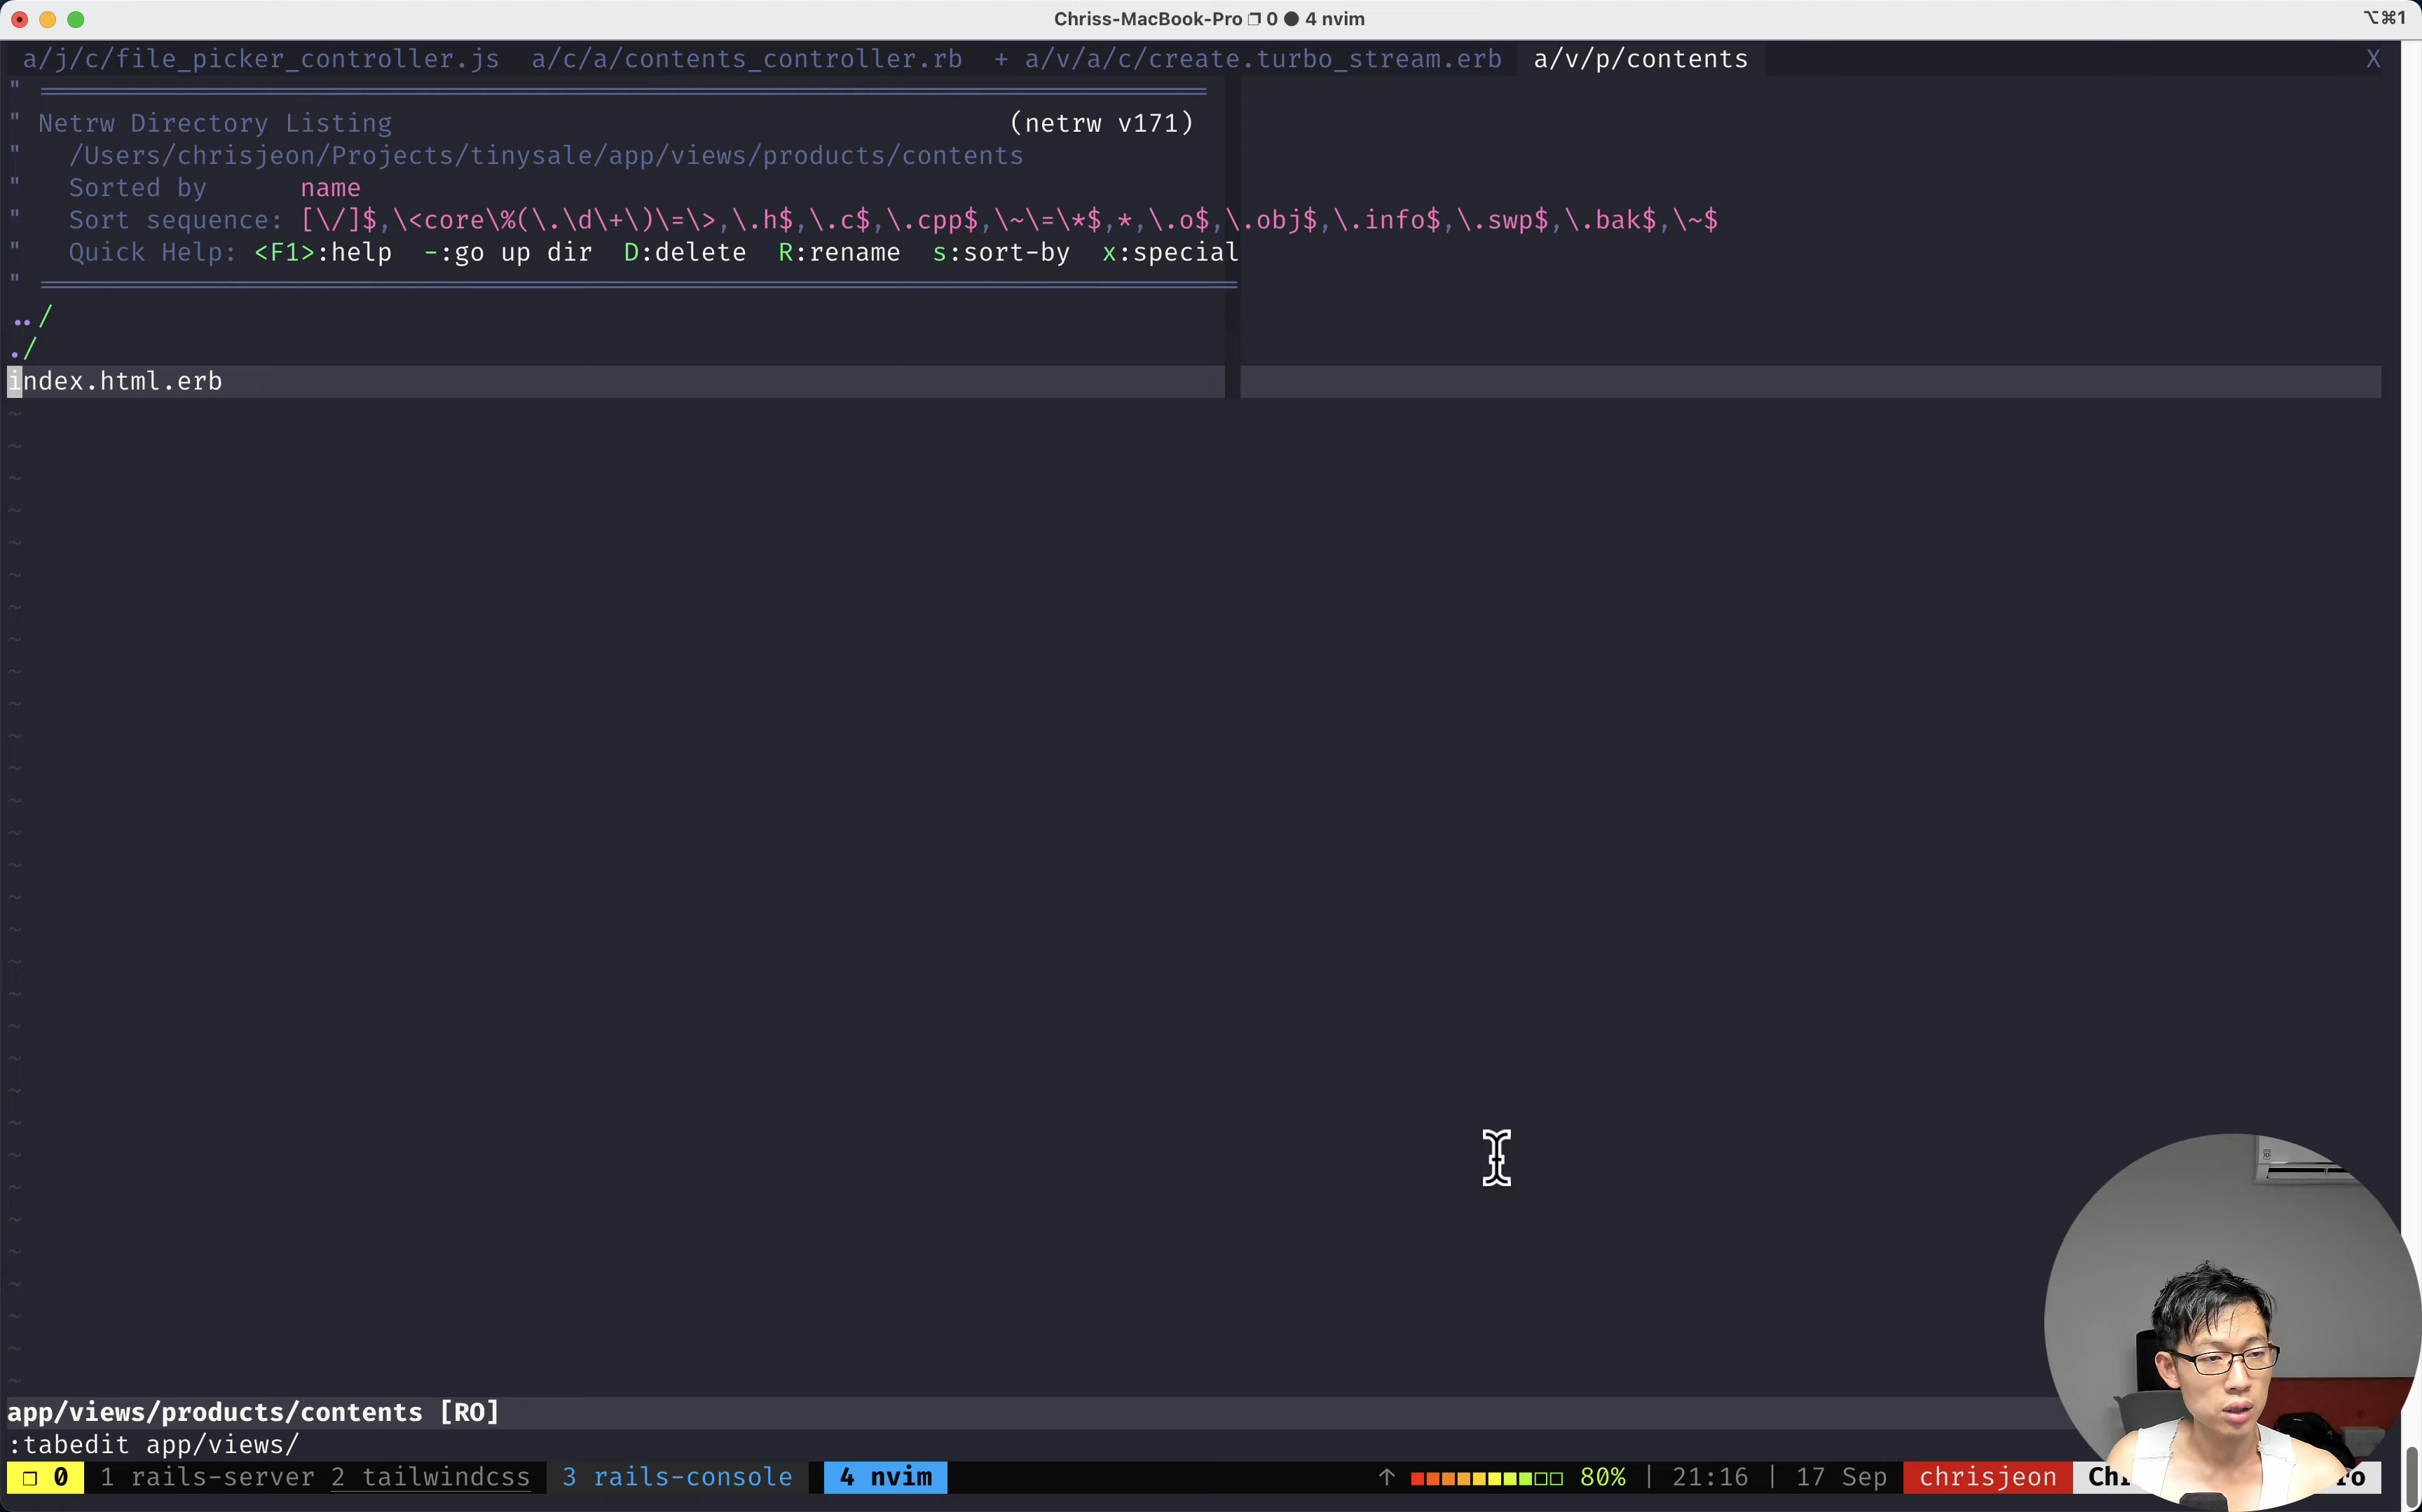 Chriss-MacBook-Pro ❐ 0 ● 4 nvim
⌥⌘1
a/j/c/file_picker_controller.js a/c/a/contents_controller.rb + a/v/a/c/create.turbo_stream.erb a/v/p/contents X
" ============================================================================
" Netrw Directory Listing (netrw v171)
" /Users/chrisjeon/Projects/tinysale/app/views/products/contents
" Sorted by name
" Sort sequence: [\/]$,\<core\%(\.\d\+\)\=\>,\.h$,\.c$,\.cpp$,\~\=\*$,*,\.o$,\.obj$,\.info$,\.swp$,\.bak$,\~$
" Quick Help: <F1>:help -:go up dir D:delete R:rename s:sort-by x:special
" ==============================================================================
../
./
index.html.erb
app/views/products/contents [RO]
:tabedit app/views/
❐ 0 1 rails-server 2 tailwindcss 3 rails-console 4 nvim ↑ 80% | 21:16 | 17 Sep chrisjeon